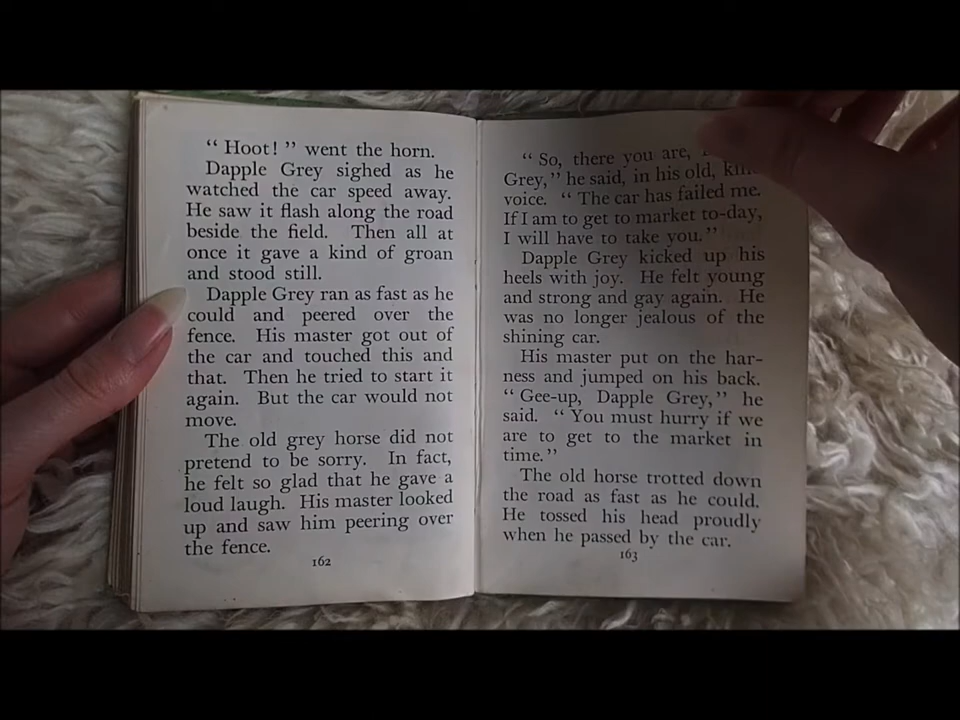 “ Hoot! ” went the horn.
Dapple Grey sighed as he
watched the car speed away.
He saw it flash along the road
beside the field. Then all at
once it gave a kind of groan
and stood still.
Dapple Grey ran as fast as he
could and peered over the
fence. His master got out of
the car and touched this and
that. Then he tried to start it
again. But the car would not
move.
The old grey horse did not
pretend to be sorry. In fact,
he felt so glad that he gave a
loud laugh. His master looked
up and saw him peering over
the fence.
162
“ So, there you are,
Grey,” he said, in his old,
voice. “ The car has failed me.
If I am to get to market to-day,
I will have to take you.”
Dapple Grey kicked up his
heels with joy. He felt young
and strong and gay again. He
was no longer jealous of the
shining car.
His master put on the har-
ness and jumped on his back.
“ Gee-up, Dapple Grey,” he
said. “ You must hurry if we
are to get to the market in
time.”
The old horse trotted down
the road as fast as he could.
He tossed his head proudly
when he passed by the car.
163